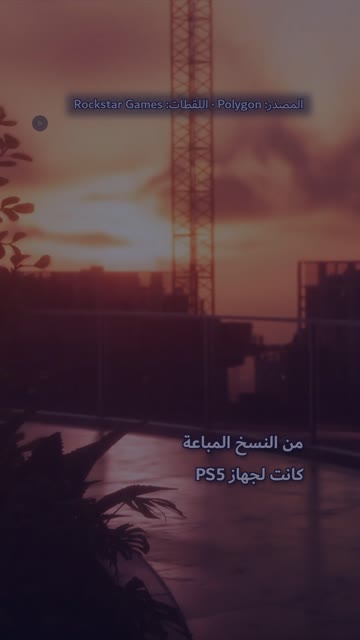 المصدر: Polygon · اللقطات: Rockstar Games
من النسخ المباعة
كانت لجهاز PS5